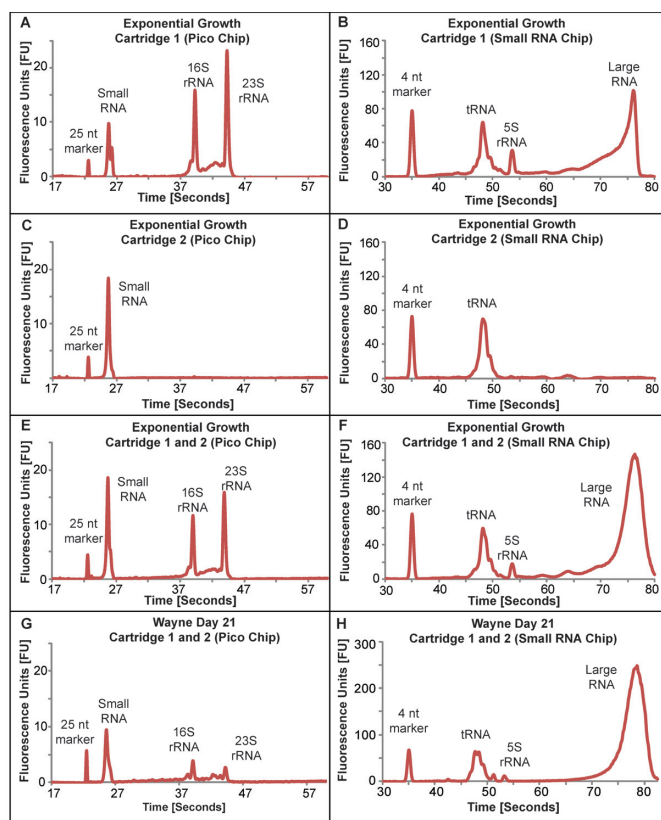 A
Exponential Growth
Cartridge 1 (Pico Chip)
Fluorescence Units [FU]
20
10
0
25 nt
marker
Small
RNA
16S
rRNA
23S
rRNA
17 27 37 47 57
Time [Seconds]
B
Exponential Growth
Cartridge 1 (Small RNA Chip)
Fluorescence Units [FU]
160
120
80
40
0
4 nt
marker
tRNA
5S
rRNA
Large
RNA
30 40 50 60 70 80
Time [Seconds]
C
Exponential Growth
Cartridge 2 (Pico Chip)
Fluorescence Units [FU]
20
10
0
25 nt
marker
Small
RNA
17 27 37 47 57
Time [Seconds]
D
Exponential Growth
Cartridge 2 (Small RNA Chip)
Fluorescence Units [FU]
160
120
80
40
0
4 nt
marker
tRNA
30 40 50 60 70 80
Time [Seconds]
E
Exponential Growth
Cartridge 1 and 2 (Pico Chip)
Fluorescence Units [FU]
20
10
0
25 nt
marker
Small
RNA
16S
rRNA
23S
rRNA
17 27 37 47 57
Time [Seconds]
F
Exponential Growth
Cartridge 1 and 2 (Small RNA Chip)
Fluorescence Units [FU]
160
120
80
40
0
4 nt
marker
tRNA
5S
rRNA
Large
RNA
30 40 50 60 70 80
Time [Seconds]
G
Wayne Day 21
Cartridge 1 and 2 (Pico Chip)
Fluorescence Units [FU]
20
10
0
25 nt
marker
Small
RNA
16S
rRNA
23S
rRNA
17 27 37 47 57
Time [Seconds]
H
Wayne Day 21
Cartridge 1 and 2 (Small RNA Chip)
Fluorescence Units [FU]
300
200
100
0
4 nt
marker
tRNA
5S
rRNA
Large
RNA
30 40 50 60 70 80
Time [Seconds]